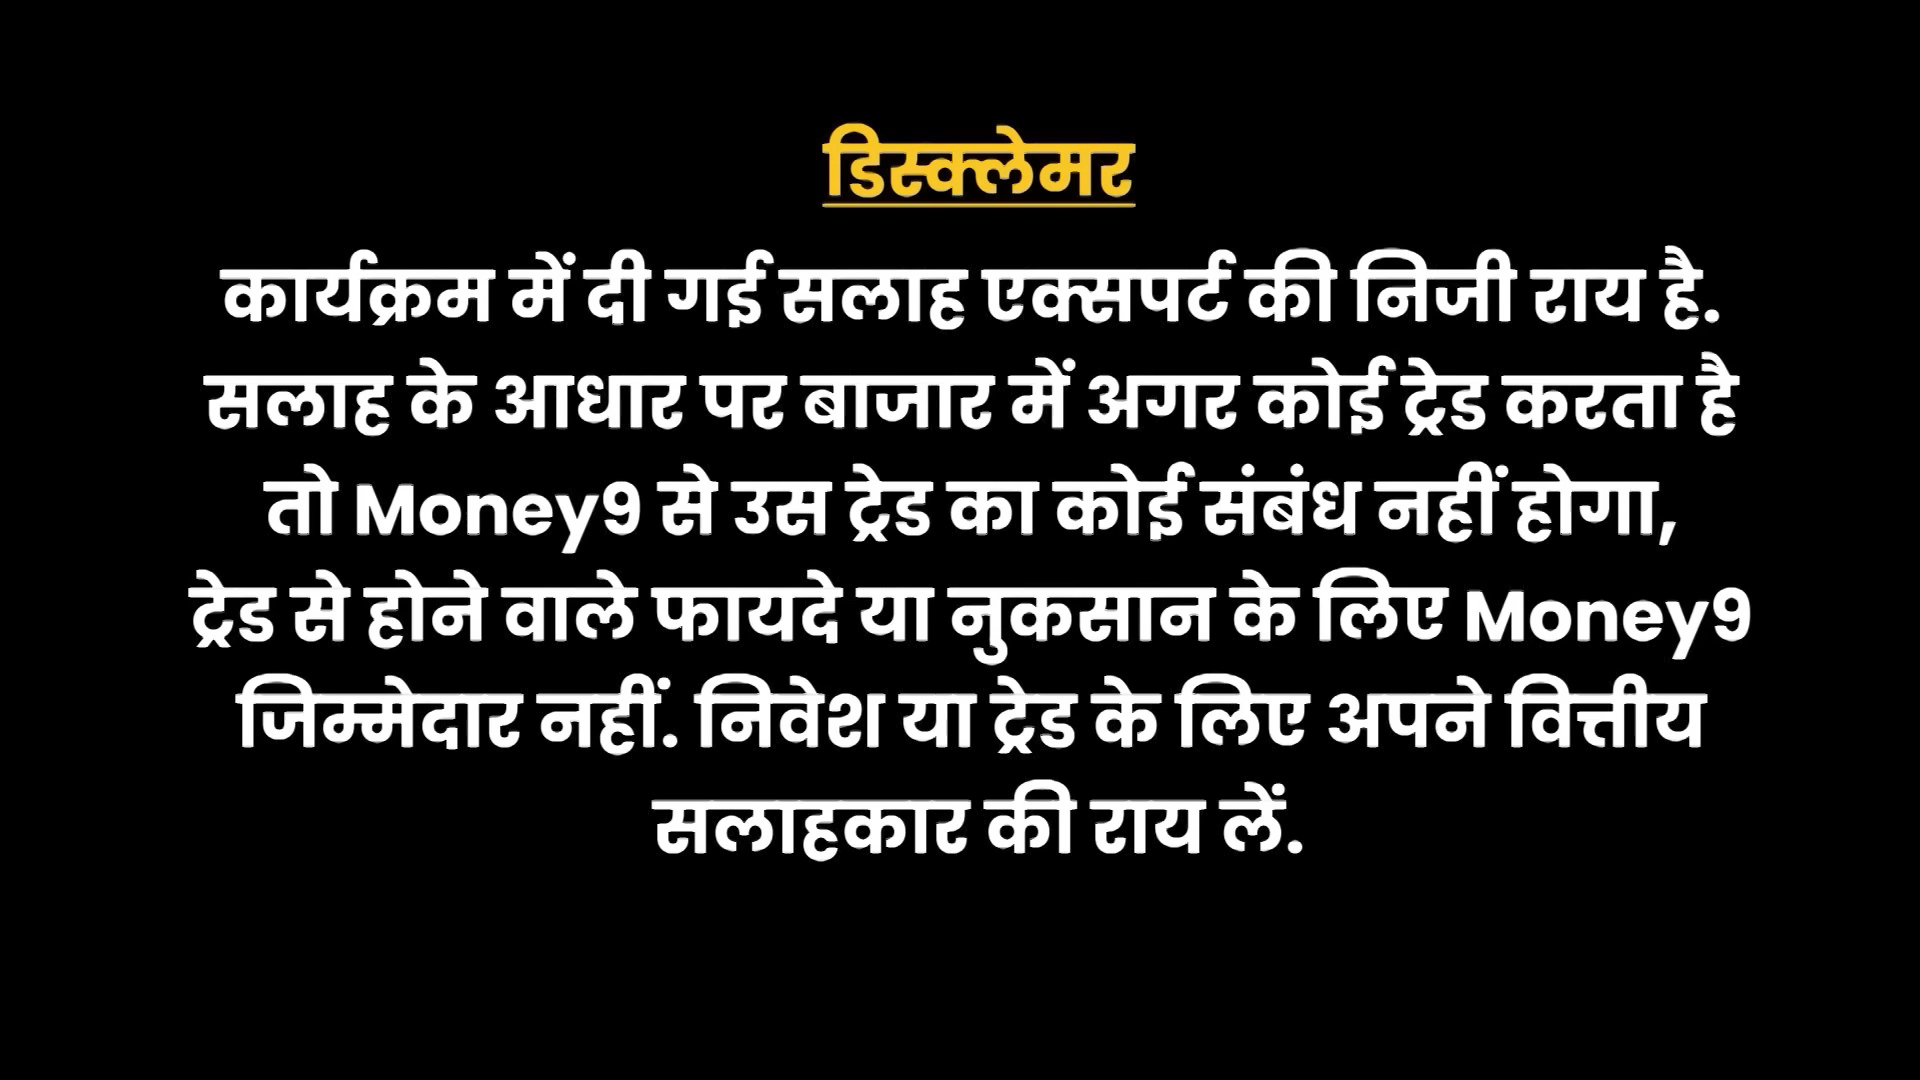 डिस्क्लेमर
कार्यक्रम में दी गई सलाह एक्सपर्ट की निजी राय है.
सलाह के आधार पर बाजार में अगर कोई ट्रेड करता है
तो Money9 से उस ट्रेड का कोई संबंध नहीं होगा,
ट्रेड से होने वाले फायदे या नुकसान के लिए Money9
जिम्मेदार नहीं. निवेश या ट्रेड के लिए अपने वित्तीय
सलाहकार की राय लें.